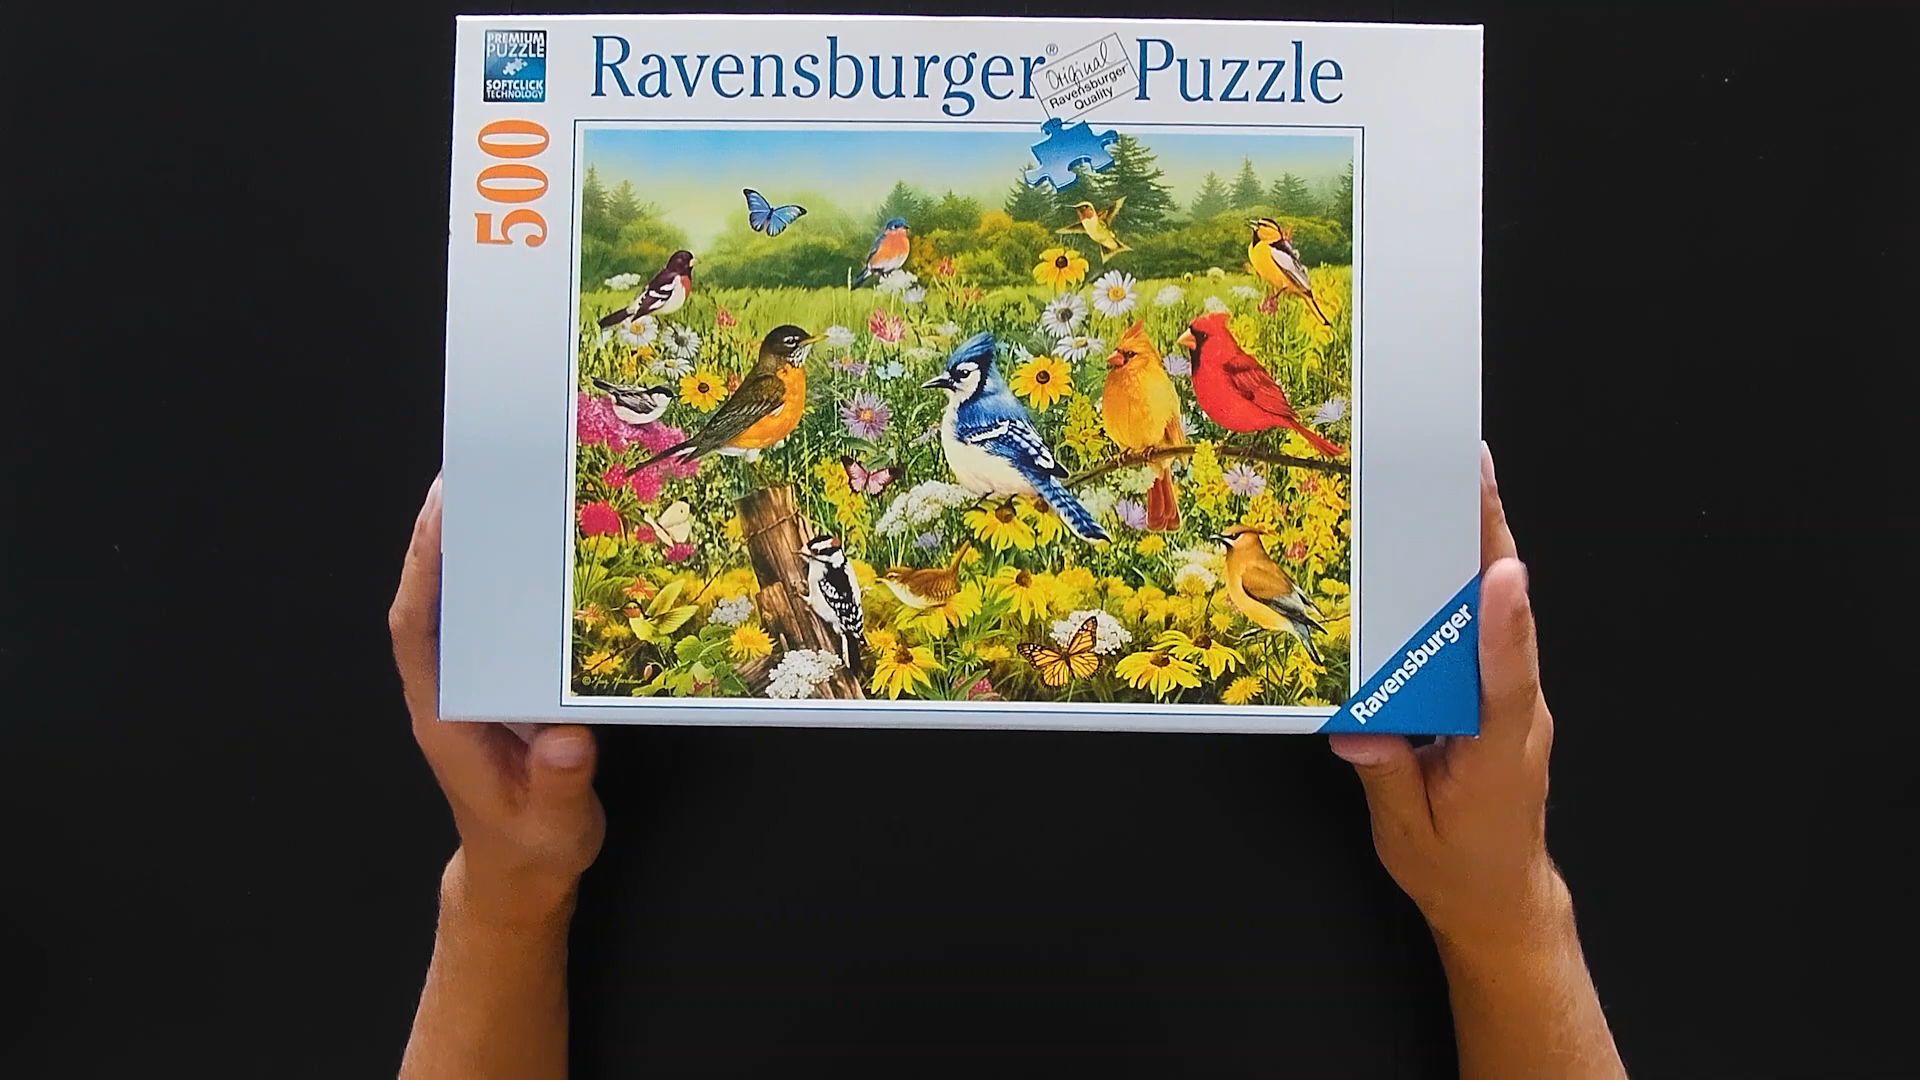 PREMIUM
PUZZLE
SOFTCLICK
TECHNOLOGY
Ravensburger® Puzzle
Original
Ravensburger
Quality
500
Ravensburger